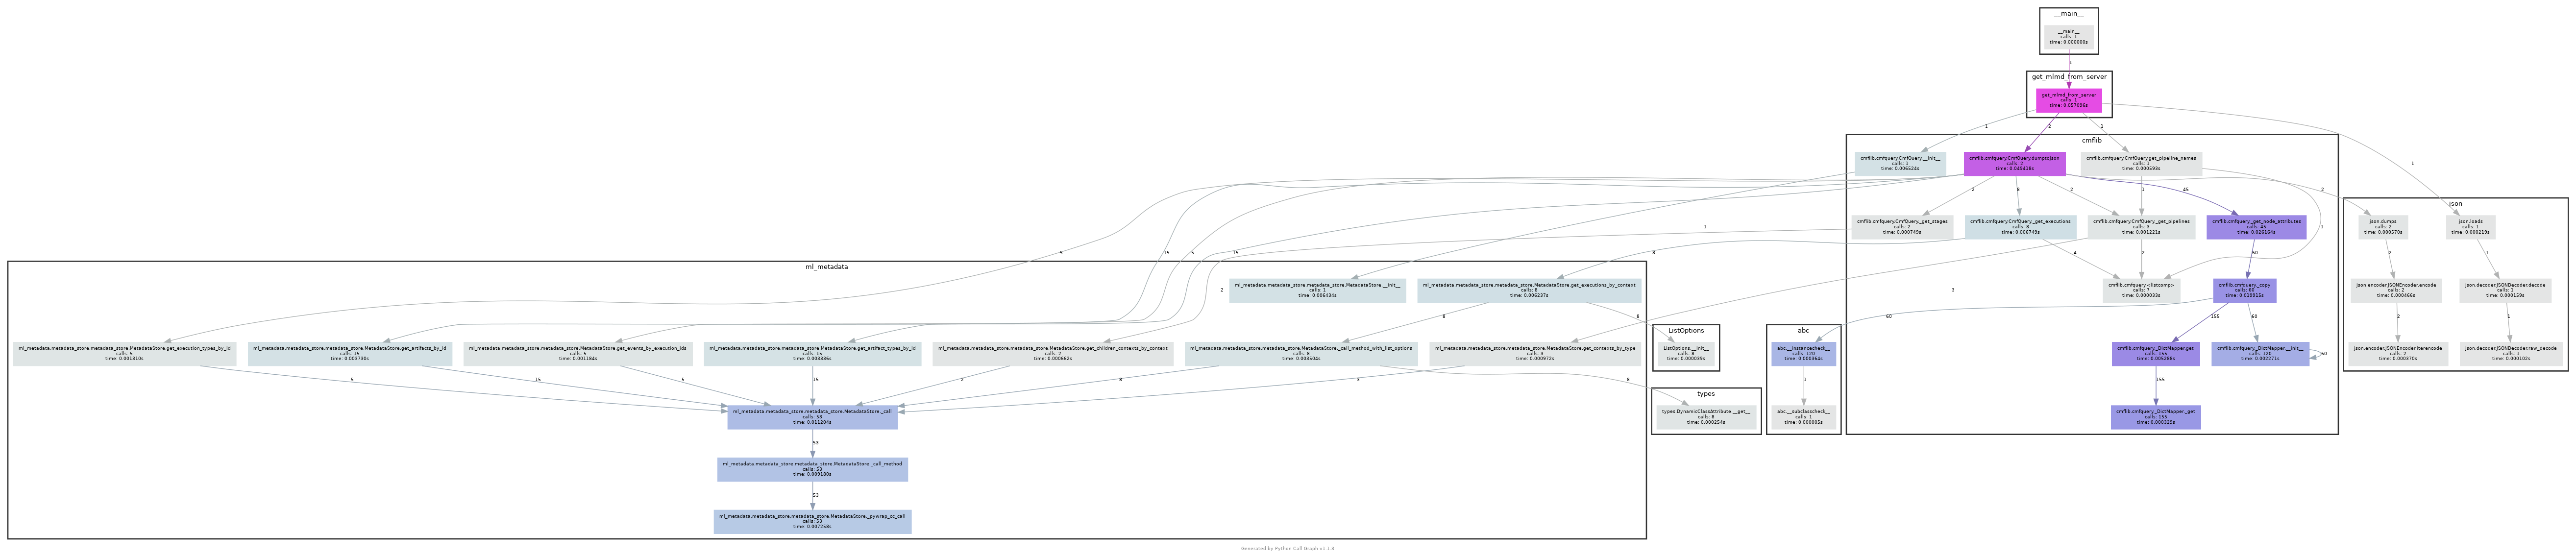 __main__
__main__
calls: 1
time: 0.000000s
1
get_mlmd_from_server
get_mlmd_from_server
calls: 1
time: 0.057096s
1
2
1
1
cmflib
cmflib.cmfquery.CmfQuery.__init__
calls: 1
time: 0.006524s
cmflib.cmfquery.CmfQuery.dumptojson
calls: 2
time: 0.049418s
cmflib.cmfquery.CmfQuery.get_pipeline_names
calls: 1
time: 0.000593s
2
8
2
1
45
2
cmflib.cmfquery.CmfQuery._get_stages
calls: 2
time: 0.000749s
cmflib.cmfquery.CmfQuery._get_executions
calls: 8
time: 0.006749s
cmflib.cmfquery.CmfQuery._get_pipelines
calls: 3
time: 0.001221s
cmflib.cmfquery._get_node_attributes
calls: 45
time: 0.026164s
1
4
2
60
cmflib.cmfquery.<listcomp>
calls: 7
time: 0.000033s
cmflib.cmfquery._copy
calls: 60
time: 0.019915s
60
155
60
cmflib.cmfquery._DictMapper.get
calls: 155
time: 0.005288s
cmflib.cmfquery._DictMapper.__init__
calls: 120
time: 0.002271s
60
155
cmflib.cmfquery._DictMapper._get
calls: 155
time: 0.000329s
json
json.dumps
calls: 2
time: 0.000570s
json.loads
calls: 1
time: 0.000219s
2
1
json.encoder.JSONEncoder.encode
calls: 2
time: 0.000466s
json.decoder.JSONDecoder.decode
calls: 1
time: 0.000159s
2
1
json.encoder.JSONEncoder.iterencode
calls: 2
time: 0.000370s
json.decoder.JSONDecoder.raw_decode
calls: 1
time: 0.000102s
5
15
5
15
1
8
2
3
ml_metadata
ml_metadata.metadata_store.metadata_store.MetadataStore.__init__
calls: 1
time: 0.006434s
ml_metadata.metadata_store.metadata_store.MetadataStore.get_executions_by_context
calls: 8
time: 0.006237s
8
8
ml_metadata.metadata_store.metadata_store.MetadataStore.get_execution_types_by_id
calls: 5
time: 0.001310s
ml_metadata.metadata_store.metadata_store.MetadataStore.get_artifacts_by_id
calls: 15
time: 0.003730s
ml_metadata.metadata_store.metadata_store.MetadataStore.get_events_by_execution_ids
calls: 5
time: 0.001184s
ml_metadata.metadata_store.metadata_store.MetadataStore.get_artifact_types_by_id
calls: 15
time: 0.003336s
ml_metadata.metadata_store.metadata_store.MetadataStore.get_children_contexts_by_context
calls: 2
time: 0.000662s
ml_metadata.metadata_store.metadata_store.MetadataStore._call_method_with_list_options
calls: 8
time: 0.003504s
ml_metadata.metadata_store.metadata_store.MetadataStore.get_contexts_by_type
calls: 3
time: 0.000972s
5
15
5
15
2
8
3
8
ml_metadata.metadata_store.metadata_store.MetadataStore._call
calls: 53
time: 0.011204s
53
ml_metadata.metadata_store.metadata_store.MetadataStore._call_method
calls: 53
time: 0.009180s
53
ml_metadata.metadata_store.metadata_store.MetadataStore._pywrap_cc_call
calls: 53
time: 0.007258s
ListOptions
ListOptions.__init__
calls: 8
time: 0.000039s
types
types.DynamicClassAttribute.__get__
calls: 8
time: 0.000254s
abc
abc.__instancecheck__
calls: 120
time: 0.000364s
1
abc.__subclasscheck__
calls: 1
time: 0.000005s
Generated by Python Call Graph v1.1.3